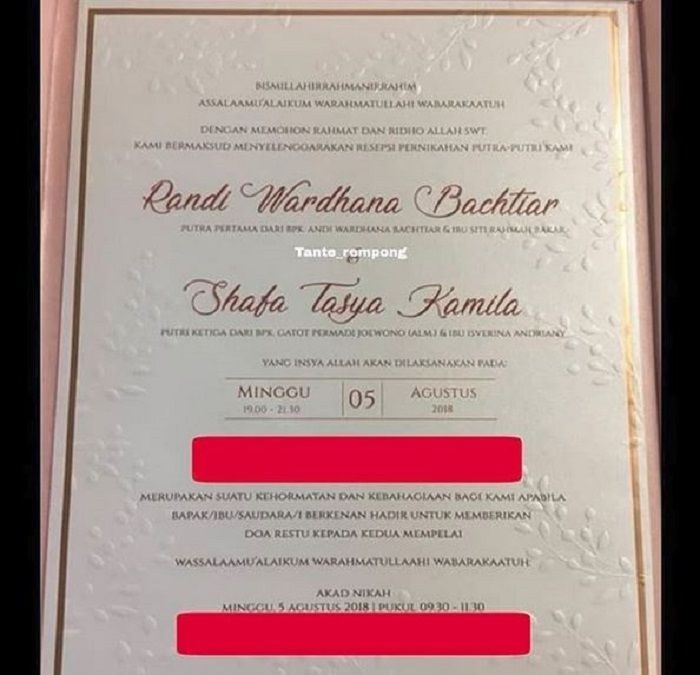 BISMILLAHIRRAHMANIRRAHIM
ASSALAAMU'ALAIKUM WARAHMATULLAHI WABARAKAATUH
DENGAN MEMOHON RAHMAT DAN RIDHO ALLAH SWT.
KAMI BERMAKSUD MENYELENGGARAKAN RESEPSI PERNIKAHAN PUTRA-PUTRI KAMI
Randi Wardhana Bachtiar
PUTRA PERTAMA DARI BPK. ANDI WARDHANA BACHTIAR & IBU SITI RAHMAH BAKAR
Tante_rempong
&
Shafa Tasya Kamila
PUTRI KETIGA DARI BPK. GATOT PERMADI JOEWONO (ALM.) & IBU ISVERINA ANDRIANY
YANG INSYA ALLAH AKAN DILAKSANAKAN PADA:
MINGGU 05 AGUSTUS
19.00 - 21.30 2018
MERUPAKAN SUATU KEHORMATAN DAN KEBAHAGIAAN BAGI KAMI APABILA
BAPAK/IBU/SAUDARA/I BERKENAN HADIR UNTUK MEMBERIKAN
DOA RESTU KEPADA KEDUA MEMPELAI
WASSALAAMU'ALAIKUM WARAHMATULLAAHI WABARAKAATUH
AKAD NIKAH
MINGGU, 5 AGUSTUS 2018 | PUKUL 09.30 - 11.30